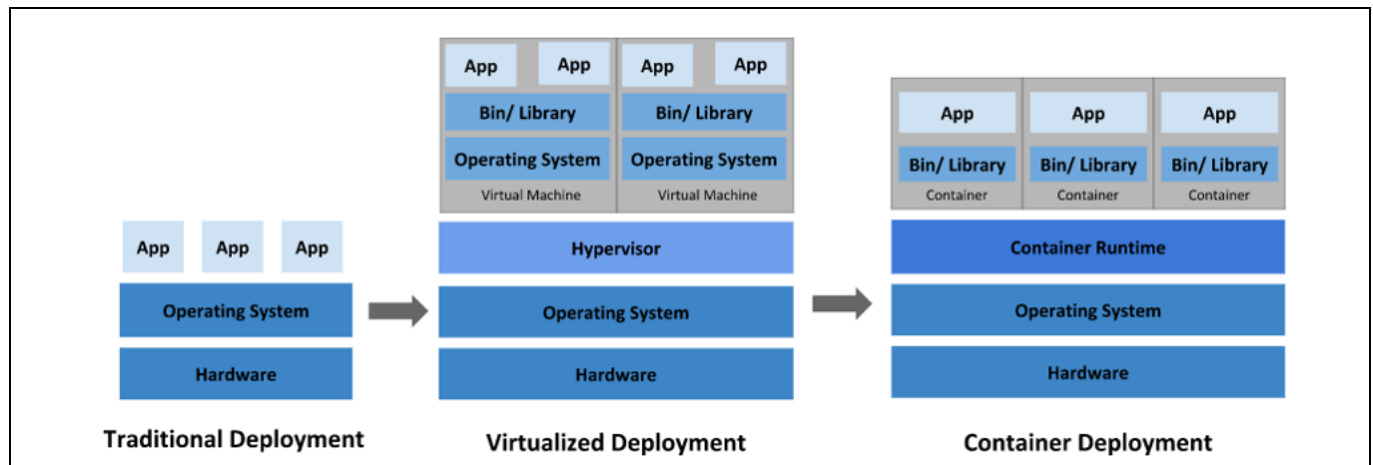 App App App
Operating System
Hardware
Traditional Deployment
App App App App
Bin/ Library Bin/ Library
Operating System Operating System
Virtual Machine Virtual Machine
Hypervisor
Operating System
Hardware
Virtualized Deployment
App App App
Bin/ Library Bin/ Library Bin/ Library
Container Container Container
Container Runtime
Operating System
Hardware
Container Deployment